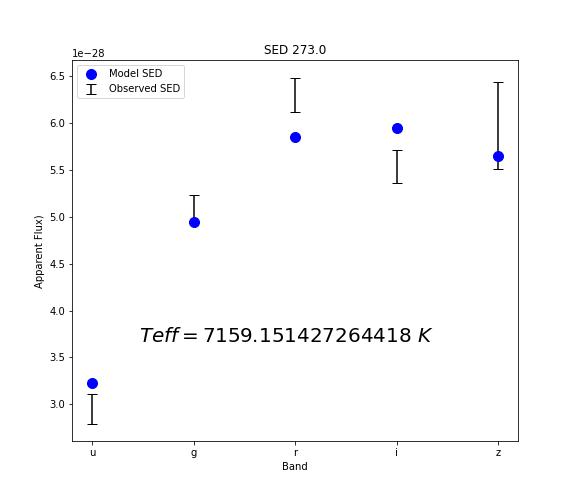 SED 273.0
1e−28
Model SED
Observed SED
6.5
6.0
5.5
5.0
4.5
4.0
3.5
3.0
Apparent Flux)
Teff = 7159.151427264418 K
u g r i z
Band